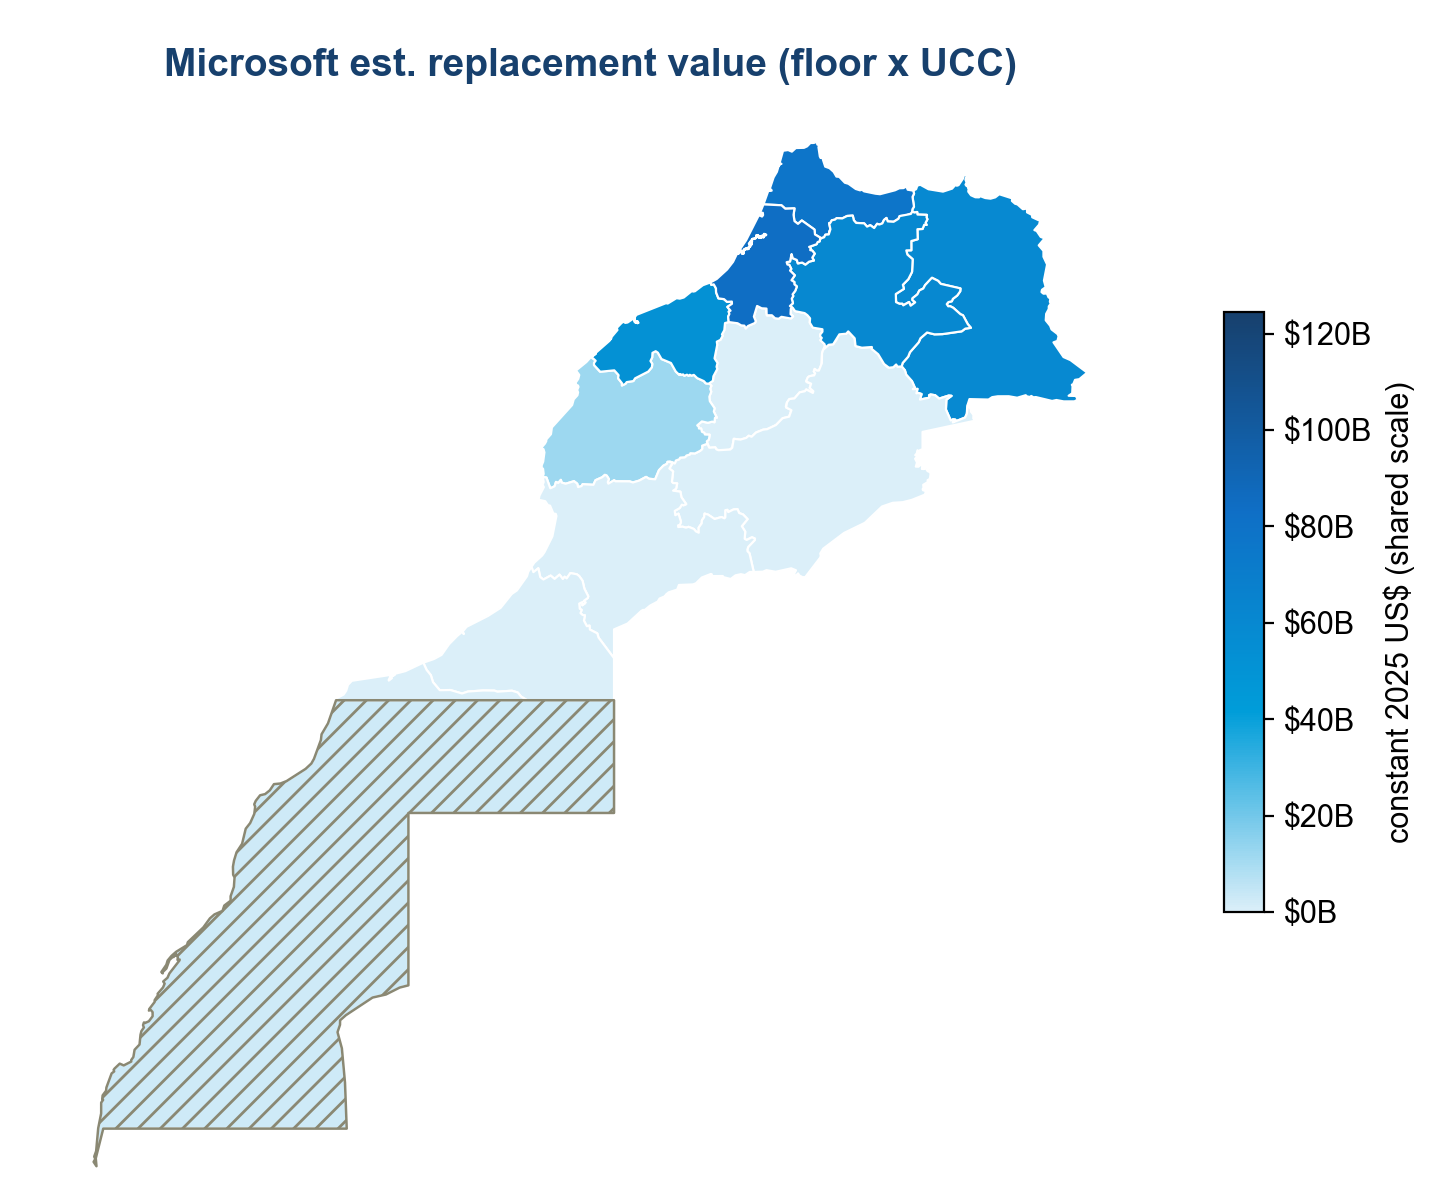 Microsoft est. replacement value (floor x UCC)
$120B
$100B
$80B
$60B
$40B
$20B
$0B
constant 2025 US$ (shared scale)